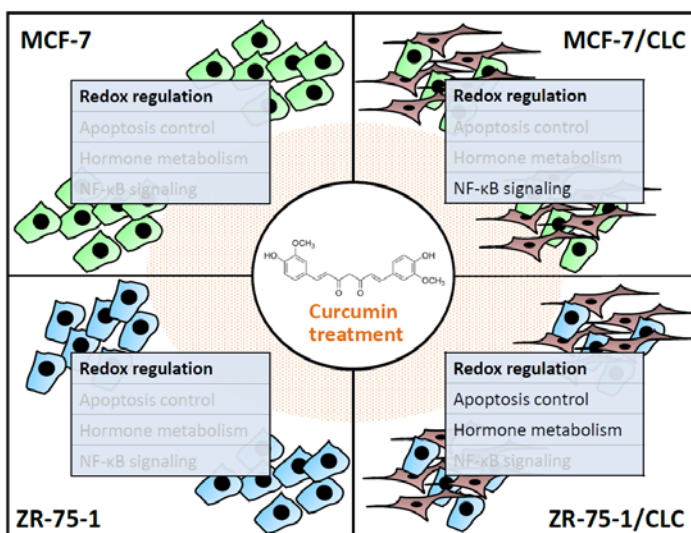 MCF-7
MCF-7/CLC
Redox regulation
Apoptosis control
Hormone metabolism
NF-κB signaling
Redox regulation
Apoptosis control
Hormone metabolism
NF-κB signaling
HO
OCH₃
O
O
OH
OCH₃
Curcumin
treatment
Redox regulation
Apoptosis control
Hormone metabolism
NF-κB signaling
Redox regulation
Apoptosis control
Hormone metabolism
NF-κB signaling
ZR-75-1
ZR-75-1/CLC